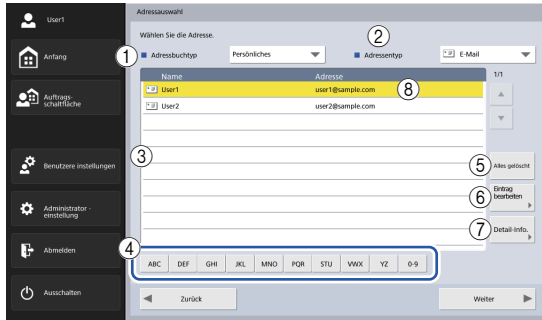 User1
Anfang
Auftrags-
schaltfläche
Benutzere instellungen
Administrator -
einstellung
Abmelden
Ausschalten
Adressauswahl
Wählen Sie die Adresse.
1 Adressbuchtyp Persönliches 2 Adressentyp E-Mail
Name Adresse 1/1
User1 user1@sample.com 8
User2 user2@sample.com
3
5 Alles gelöscht
6 Eintrag
bearbeiten
7 Detail-Info.
4
ABC DEF GHI JKL MNO PQR STU VWX YZ 0-9
Zurück Weiter